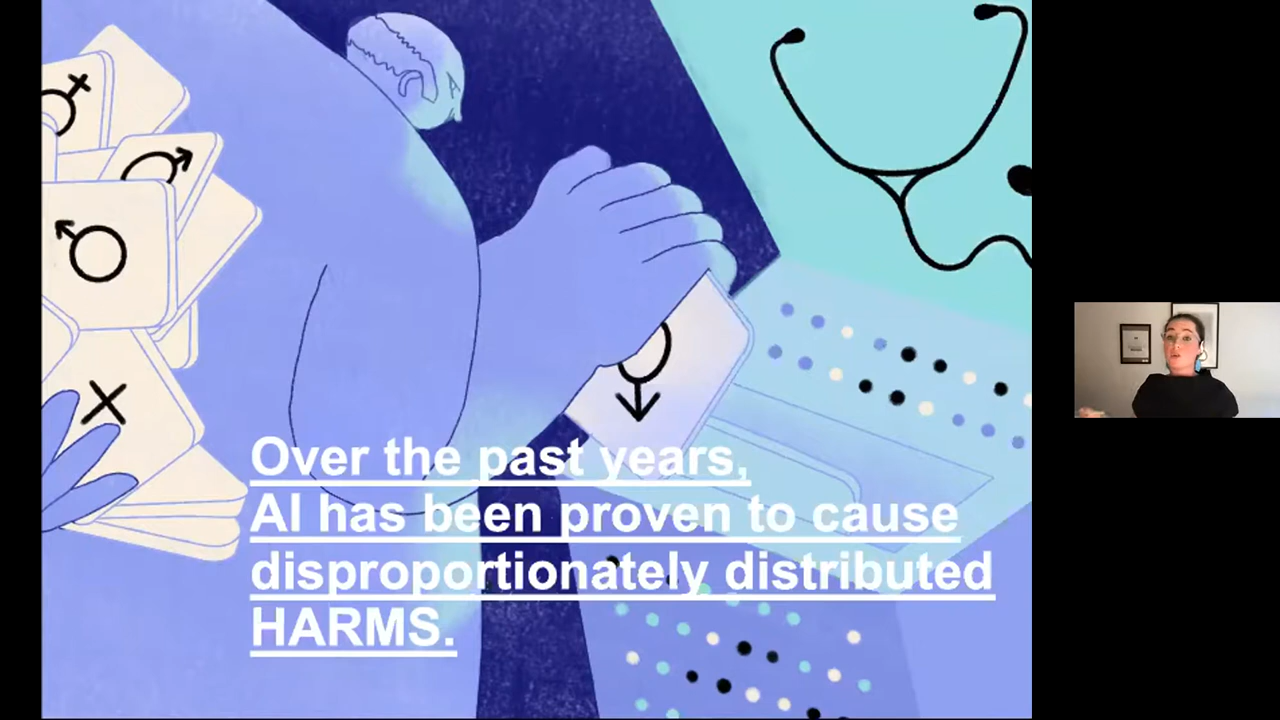 Over the past years,
AI has been proven to cause
disproportionately distributed
HARMS.